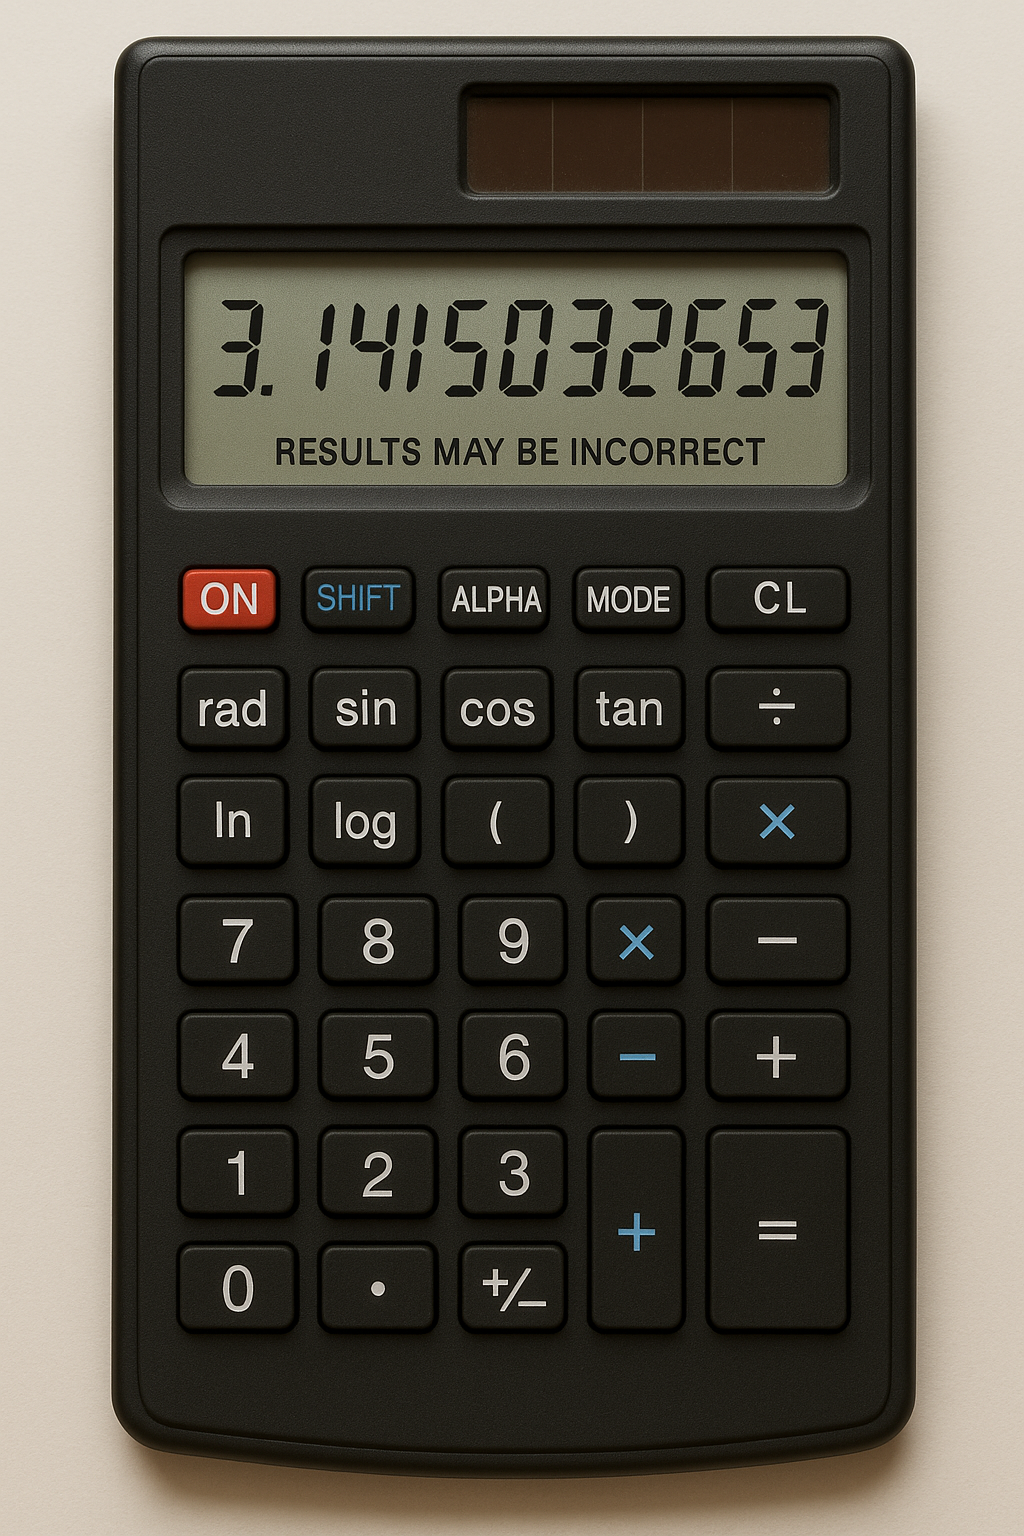 3.1415032653
RESULTS MAY BE INCORRECT
ON SHIFT ALPHA MODE CL
rad sin cos tan ÷
ln log ( ) ×
7 8 9 × −
4 5 6 − +
1 2 3
+ =
0 · +/−